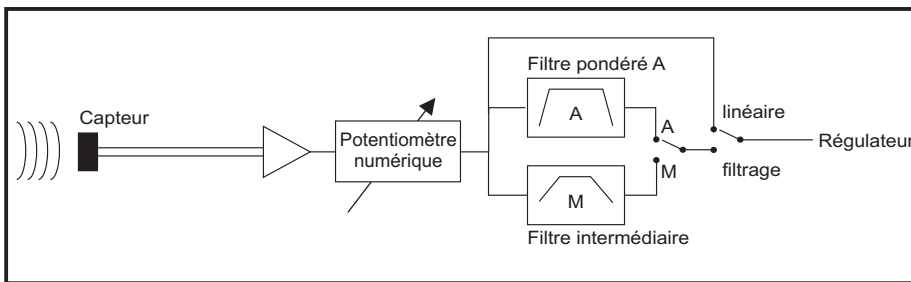 Capteur
Potentiomètre
numérique
Filtre pondéré A
A
M
Filtre intermédiaire
A
M
linéaire
filtrage
Régulateur